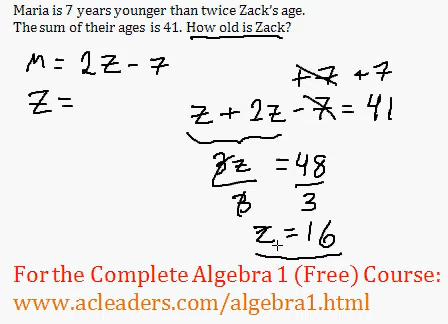 Maria is 7 years younger than twice Zack's age.
The sum of their ages is 41. How old is Zack?
M = 2Z - 7
Z =
+7 +7
Z + 2Z - 7 = 41
3Z = 48
3 3
Z = 16
For the Complete Algebra 1 (Free) Course:
www.acleaders.com/algebra1.html